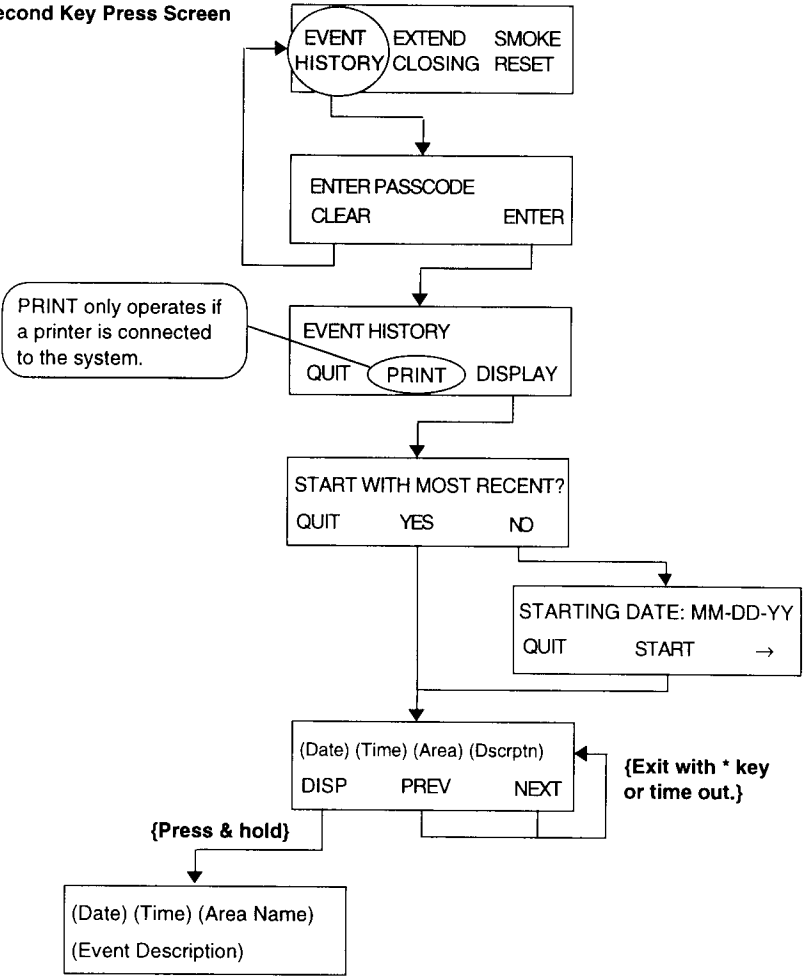 econd Key Press Screen
EVENT EXTEND SMOKE
HISTORY CLOSING RESET
ENTER PASSCODE
CLEAR ENTER
PRINT only operates if
a printer is connected
to the system.
EVENT HISTORY
QUIT PRINT DISPLAY
START WITH MOST RECENT?
QUIT YES NO
STARTING DATE: MM-DD-YY
QUIT START →
(Date) (Time) (Area) (Dscrptn)
DISP PREV NEXT
{Exit with * key
or time out.}
{Press & hold}
(Date) (Time) (Area Name)
(Event Description)